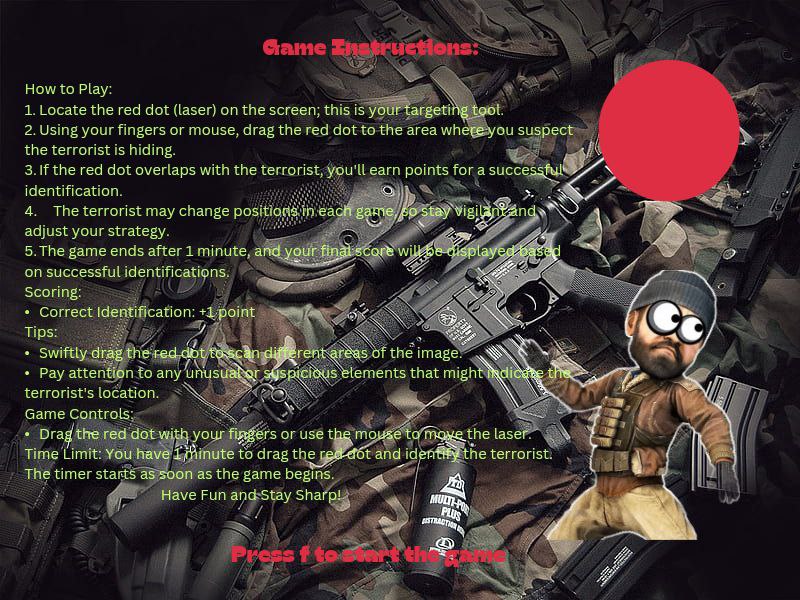 Game Instructions:
How to Play:
1. Locate the red dot (laser) on the screen; this is your targeting tool.
2. Using your fingers or mouse, drag the red dot to the area where you suspect
the terrorist is hiding.
3. If the red dot overlaps with the terrorist, you'll earn points for a successful
identification.
4. The terrorist may change positions in each game, so stay vigilant and
adjust your strategy.
5. The game ends after 1 minute, and your final score will be displayed based
on successful identifications.
Scoring:
• Correct Identification: +1 point
Tips:
• Swiftly drag the red dot to scan different areas of the image.
• Pay attention to any unusual or suspicious elements that might indicate the
terrorist's location.
Game Controls:
• Drag the red dot with your fingers or use the mouse to move the laser.
Time Limit: You have 1 minute to drag the red dot and identify the terrorist.
The timer starts as soon as the game begins.
Have Fun and Stay Sharp!
MULTI-
PLUS
DISTRACTION
Press f to start the game